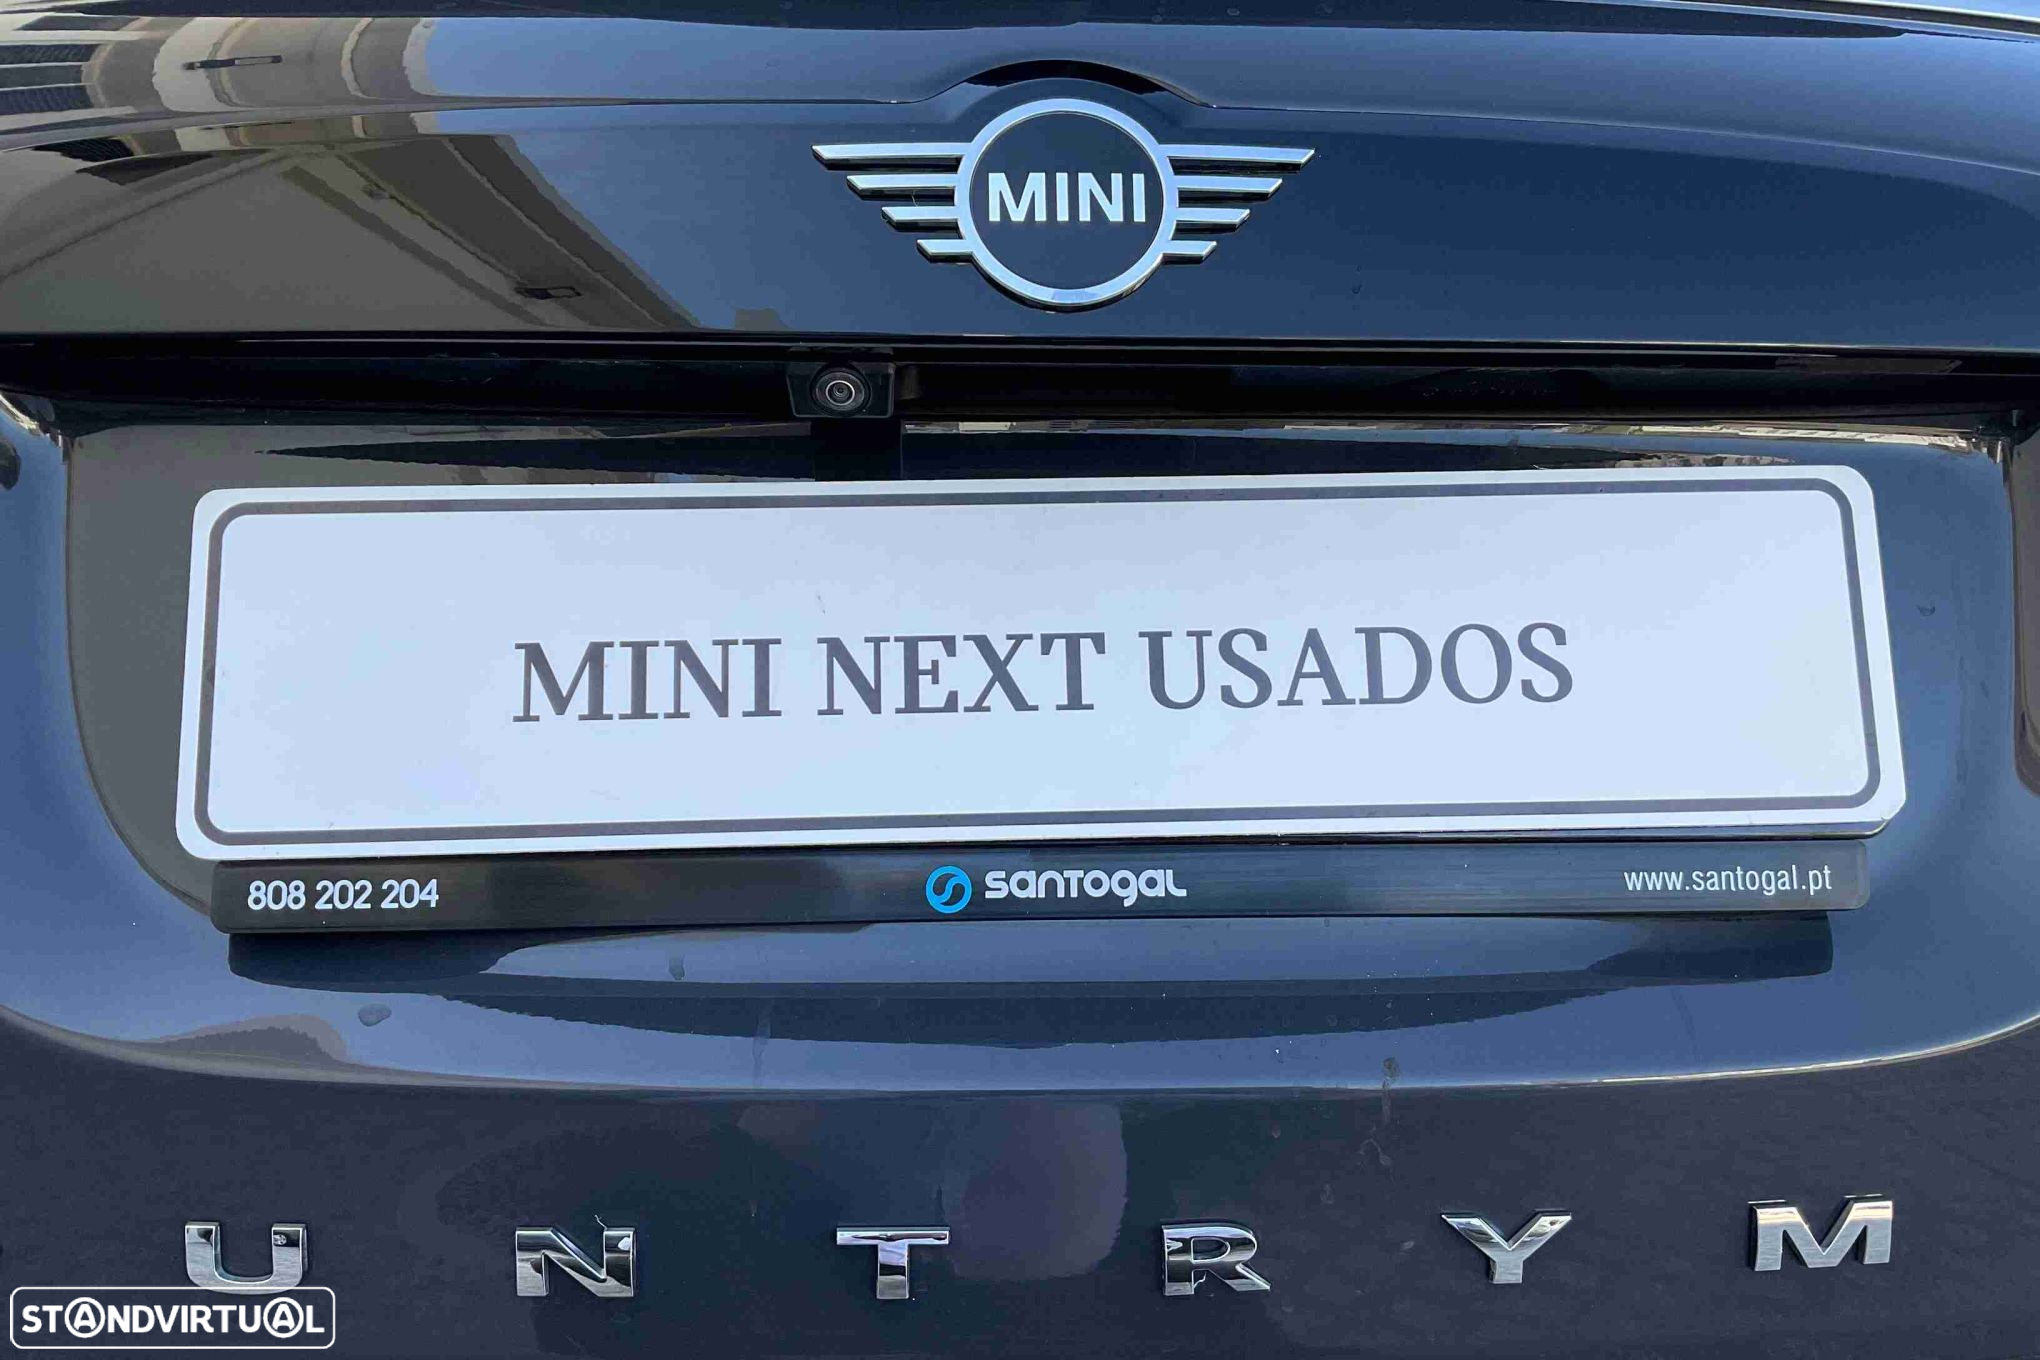 MINI
MINI NEXT USADOS
808 202 204 santogal www.santogal.pt
UNTRYM
STANDVIRTUAL